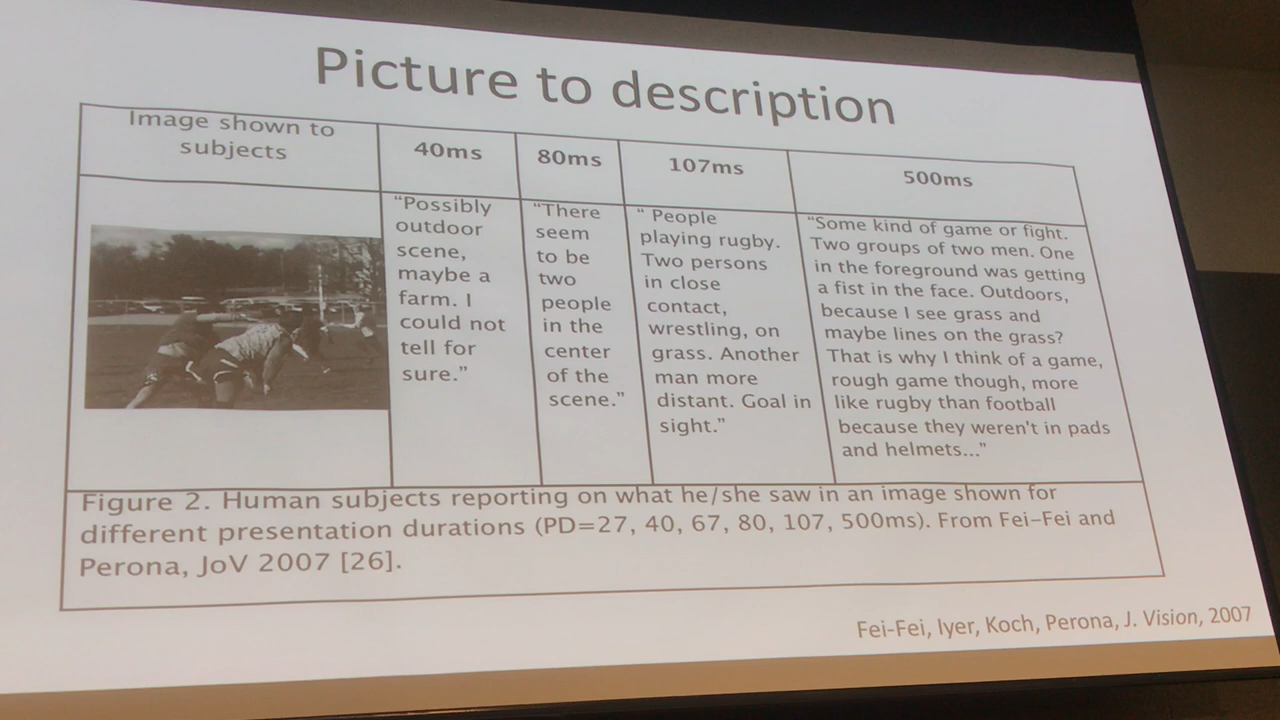 Picture to description
Image shown to
subjects
40ms
80ms
107ms
500ms
“Possibly
outdoor
scene,
maybe a
farm. I
could not
tell for
sure.”
“There
seem
to be
two
people
in the
center
of the
scene.”
“ People
playing rugby.
Two persons
in close
contact,
wrestling, on
grass. Another
man more
distant. Goal in
sight.”
“Some kind of game or fight.
Two groups of two men. One
in the foreground was getting
a fist in the face. Outdoors,
because I see grass and
maybe lines on the grass?
That is why I think of a game,
rough game though, more
like rugby than football
because they weren't in pads
and helmets...”
Figure 2. Human subjects reporting on what he/she saw in an image shown for
different presentation durations (PD=27, 40, 67, 80, 107, 500ms). From Fei-Fei and
Perona, JoV 2007 [26].
Fei-Fei, Iyer, Koch, Perona, J. Vision, 2007